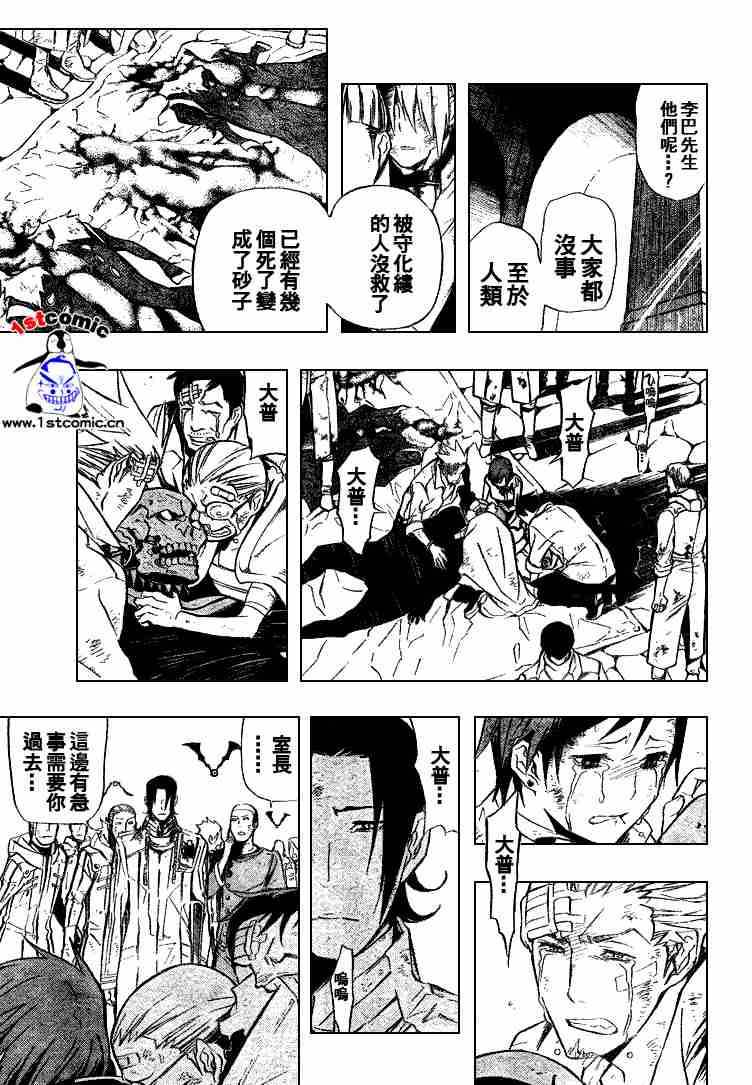 李巴先生
他們呢…?
大家都
沒事
至於
人類
被守化縷
的人沒救了
已經有幾
個死了變
成了砂子
1stcomic
www.1stcomic.cn
嗚嗚
大普…
大普…
大普…
大普…
大普…
嗚嗚
室長
……
這邊有急
事需要你
過去…